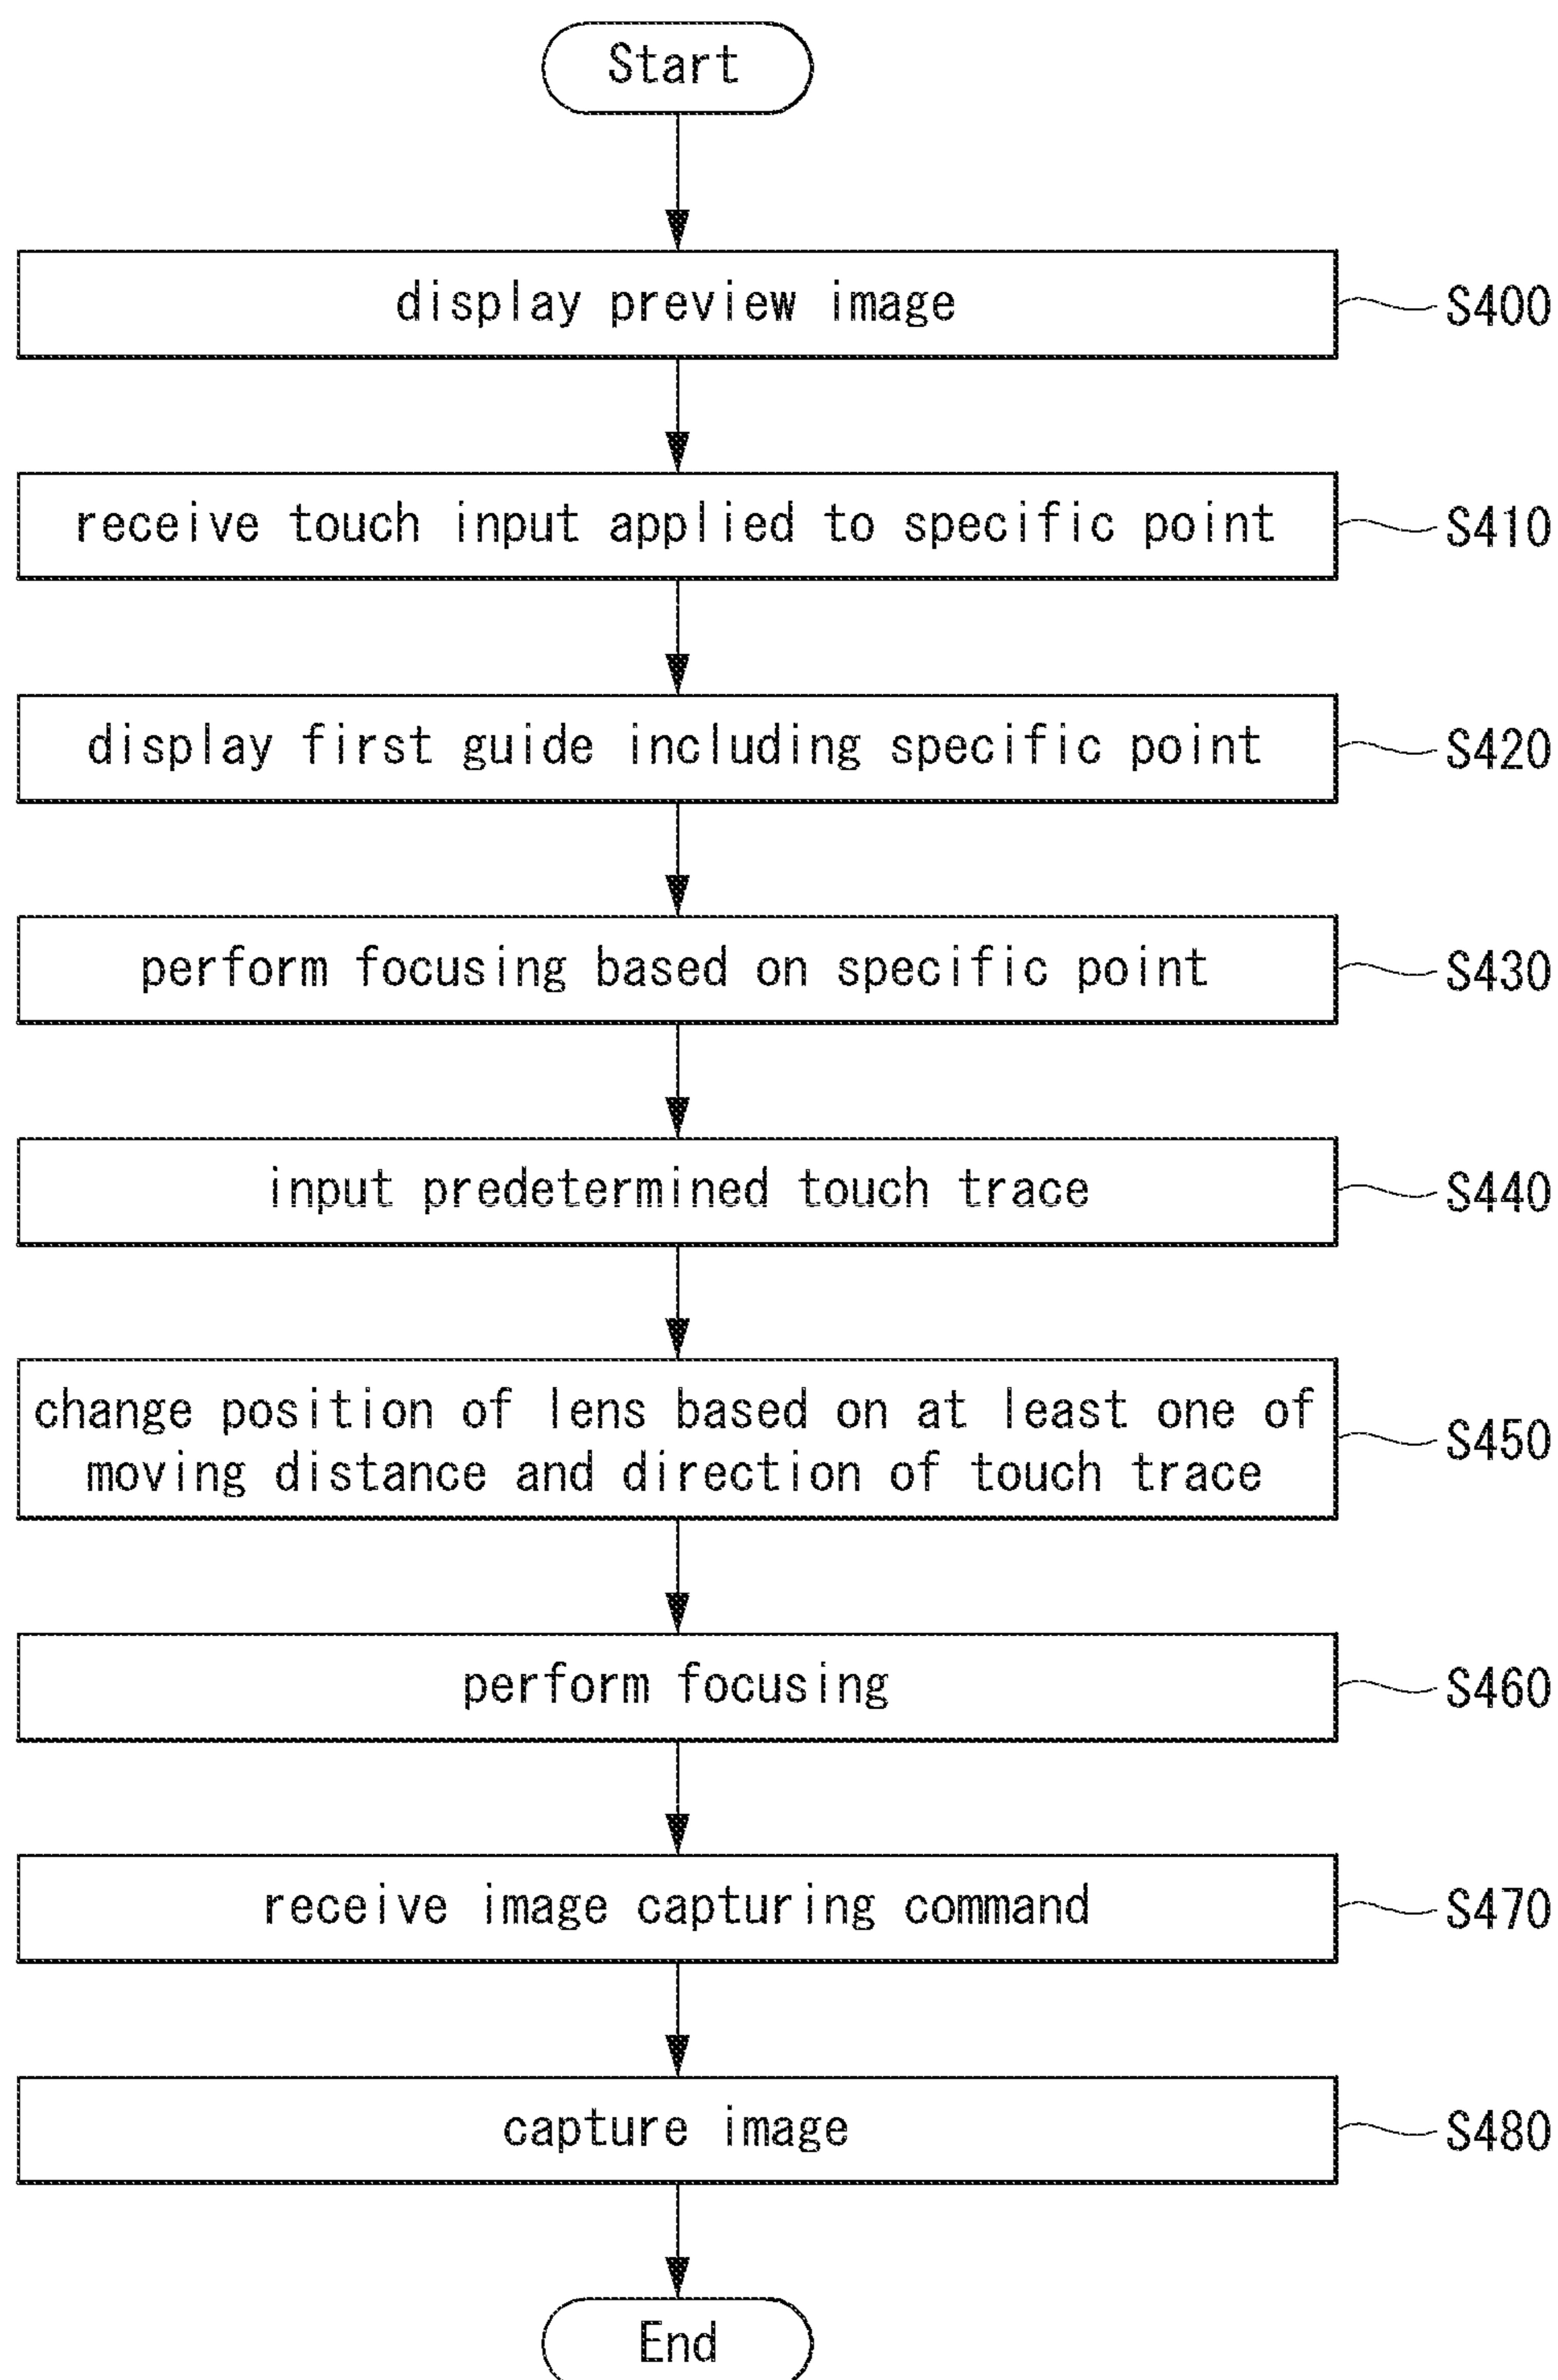 Start
display preview image
S400
receive touch input applied to specific point
S410
display first guide including specific point
S420
perform focusing based on specific point
S430
input predetermined touch trace
S440
change position of lens based on at least one of
moving distance and direction of touch trace
S450
perform focusing
S460
receive image capturing command
S470
capture image
S480
End